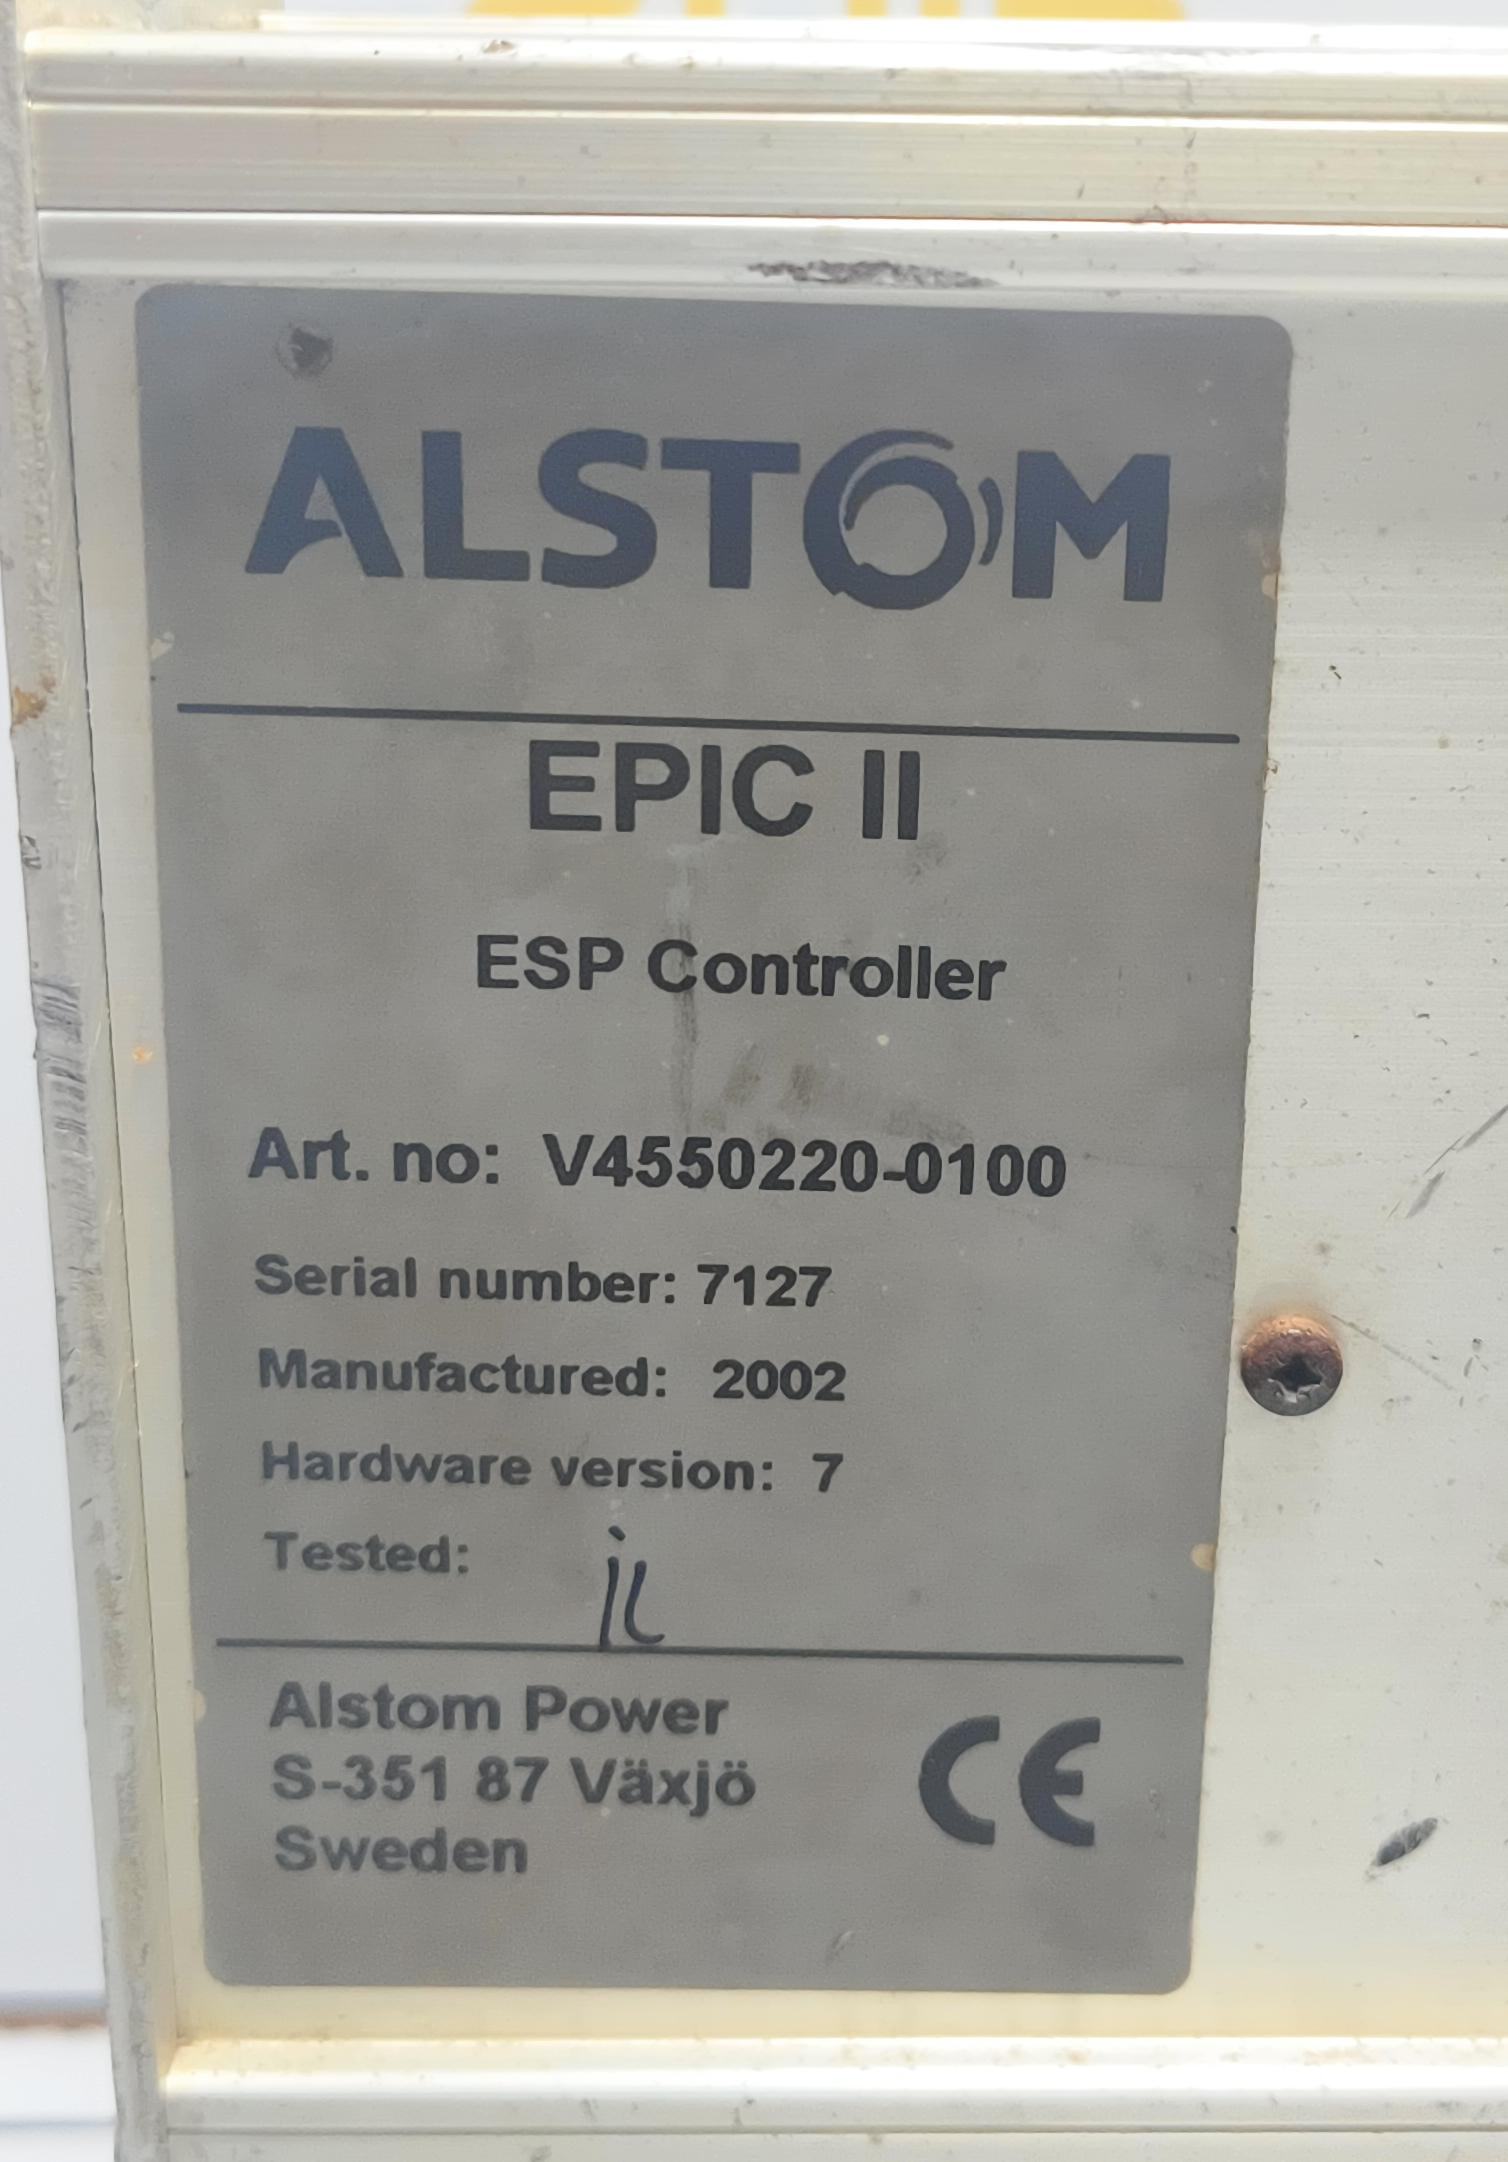 ALSTOM
EPIC II
ESP Controller
Art. no: V4550220-0100
Serial number: 7127
Manufactured: 2002
Hardware version: 7
Tested:
Alstom Power
S-351 87 Växjö
Sweden
CE